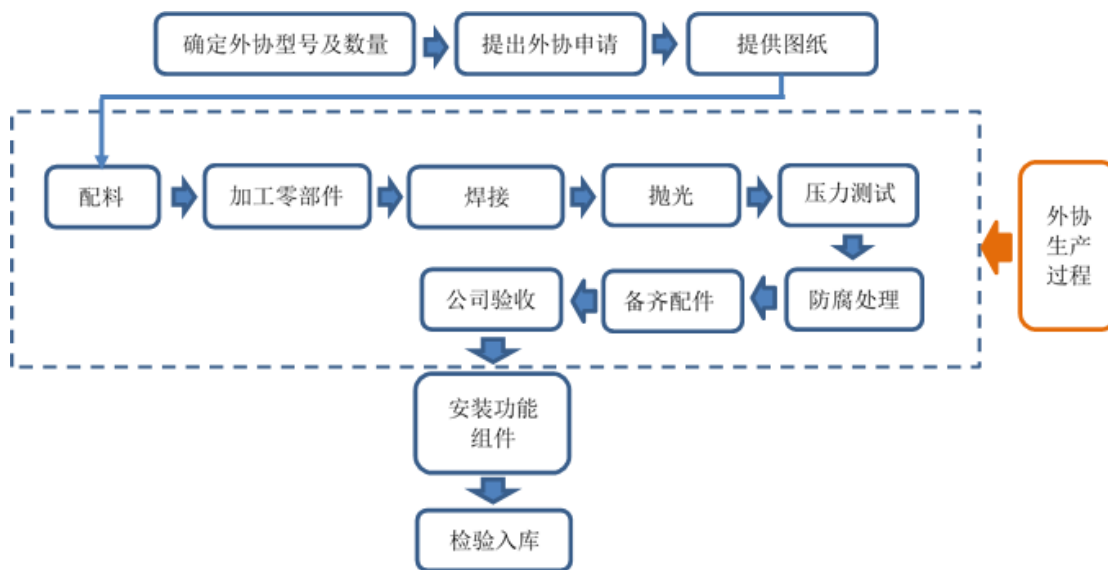 确定外协型号及数量
提出外协申请
提供图纸
配料
加工零部件
焊接
抛光
压力测试
外协
生产
过程
公司验收
备齐配件
防腐处理
安装功能
组件
检验入库